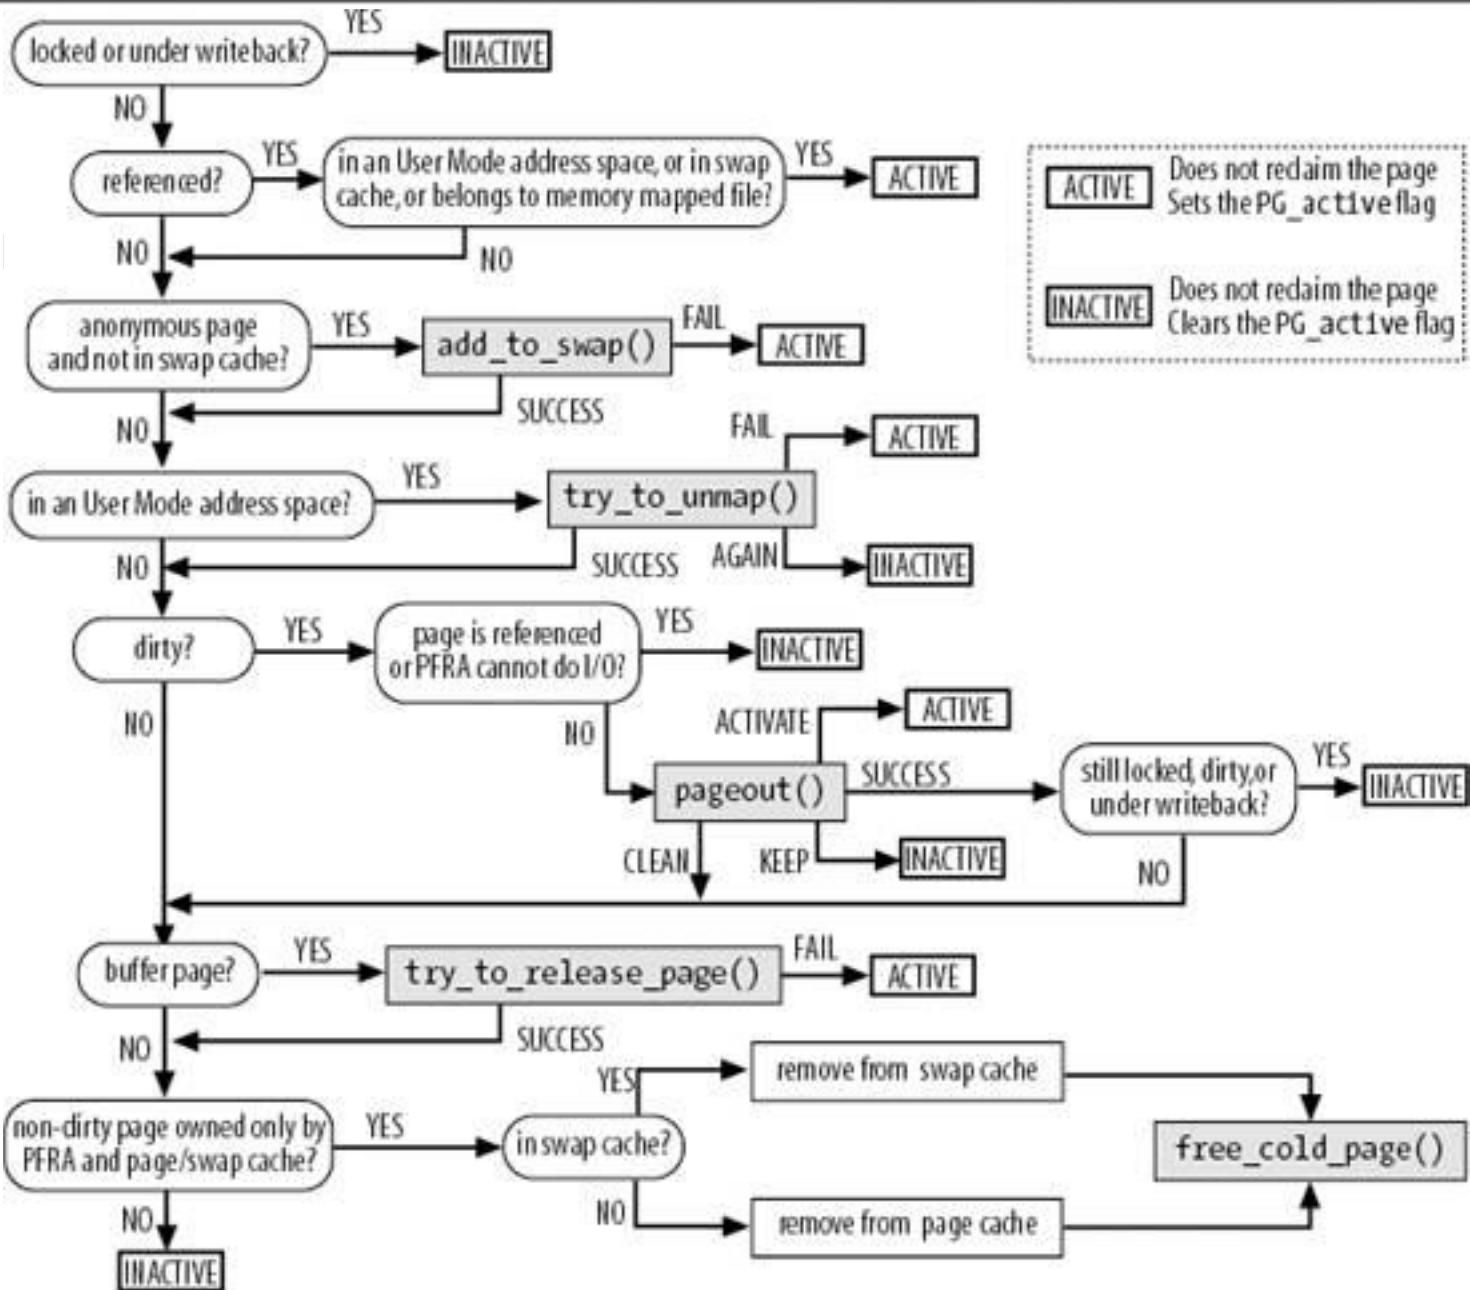 YES
locked or under writeback?
INACTIVE
NO
referenced?
YES
in an User Mode address space, or in swap
cache, or belongs to memory mapped file?
YES
ACTIVE
NO
NO
ACTIVE
Does not reclaim the page
Sets the PG_active flag
INACTIVE
Does not reclaim the page
Clears the PG_active flag
anonymous page
and not in swap cache?
YES
add_to_swap()
FAIL
ACTIVE
SUCCESS
NO
in an User Mode address space?
YES
try_to_unmap()
FAIL
ACTIVE
AGAIN
INACTIVE
SUCCESS
NO
dirty?
YES
page is referenced
or PFRA cannot do I/O?
YES
INACTIVE
NO
NO
pageout()
ACTIVATE
ACTIVE
SUCCESS
still locked, dirty, or
under writeback?
YES
INACTIVE
CLEAN
KEEP
INACTIVE
NO
buffer page?
YES
try_to_release_page()
FAIL
ACTIVE
SUCCESS
NO
non-dirty page owned only by
PFRA and page/swap cache?
YES
in swap cache?
YES
remove from swap cache
NO
remove from page cache
free_cold_page()
NO
INACTIVE